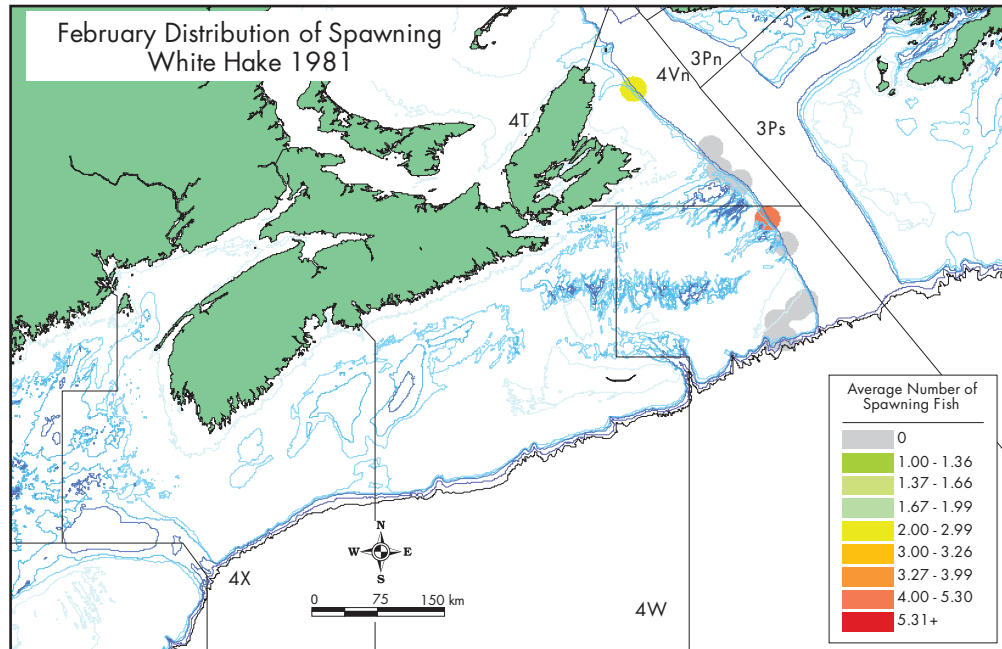 February Distribution of Spawning
White Hake 1981
3Pn
4Vn
3Ps
4T
Average Number of
Spawning Fish
0
1.00 - 1.36
1.37 - 1.66
1.67 - 1.99
2.00 - 2.99
3.00 - 3.26
3.27 - 3.99
4.00 - 5.30
5.31+
N
W E
S
4X
0 75 150 km
4W